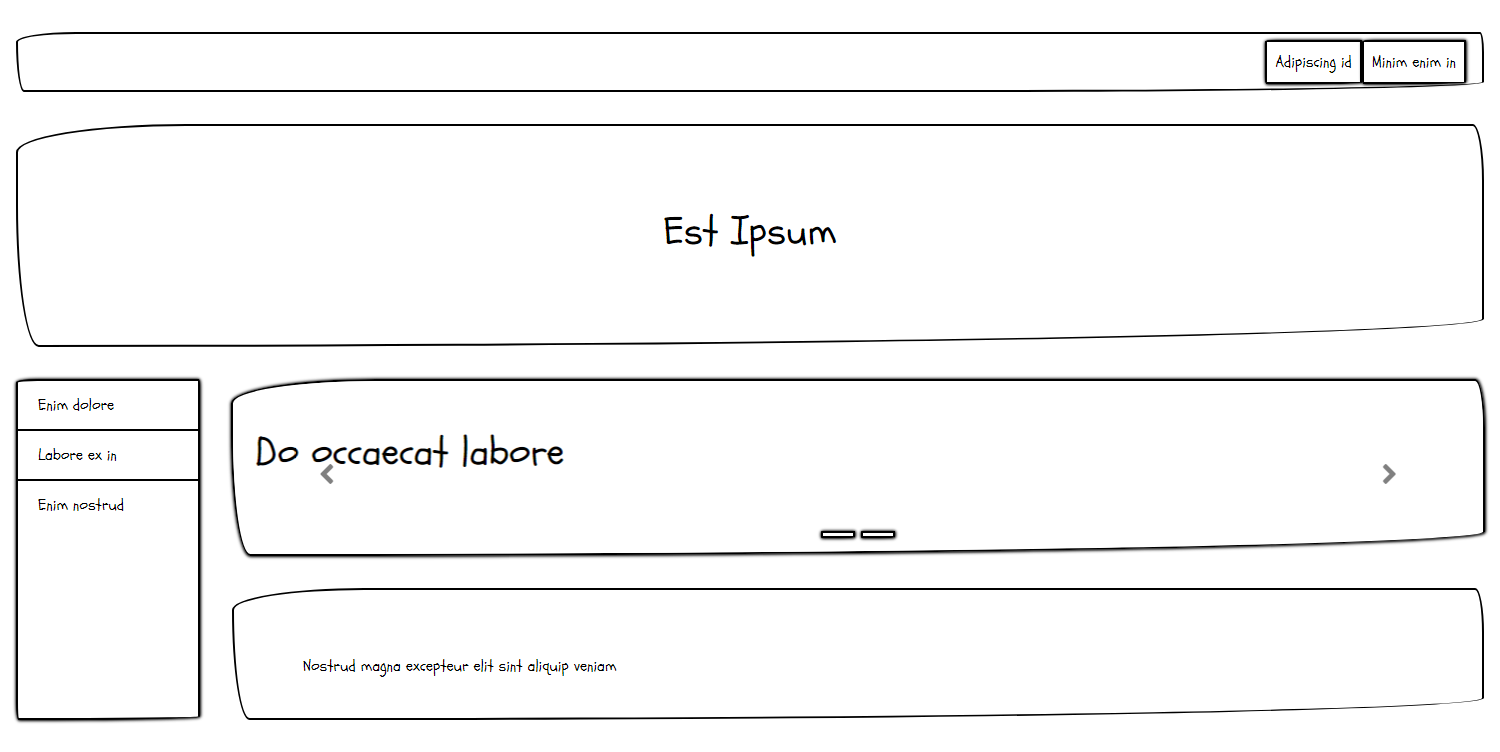 Adipiscing id
Minim enim in
Est Ipsum
Enim dolore
Labore ex in
Enim nostrud
Do occaecat labore
Nostrud magna excepteur elit sint aliquip veniam